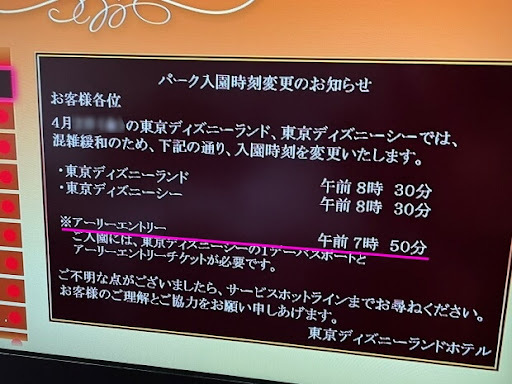 パーク入園時刻変更のお知らせ
お客様各位
4月 の東京ディズニーランド、東京ディズニーシーでは、
混雑緩和のため、下記の通り、入園時刻を変更いたします。
・東京ディズニーランド 午前8時 30分
・東京ディズニーシー 午前8時 30分
※アーリーエントリー 午前7時 50分
ご入園には、東京ディズニーシーの1デーパスポートと
アーリーエントリーチケットが必要です。
ご不明な点がございましたら、サービスホットラインまでお尋ねください。
お客様のご理解とご協力をお願い申しあげます。
東京ディズニーランドホテル